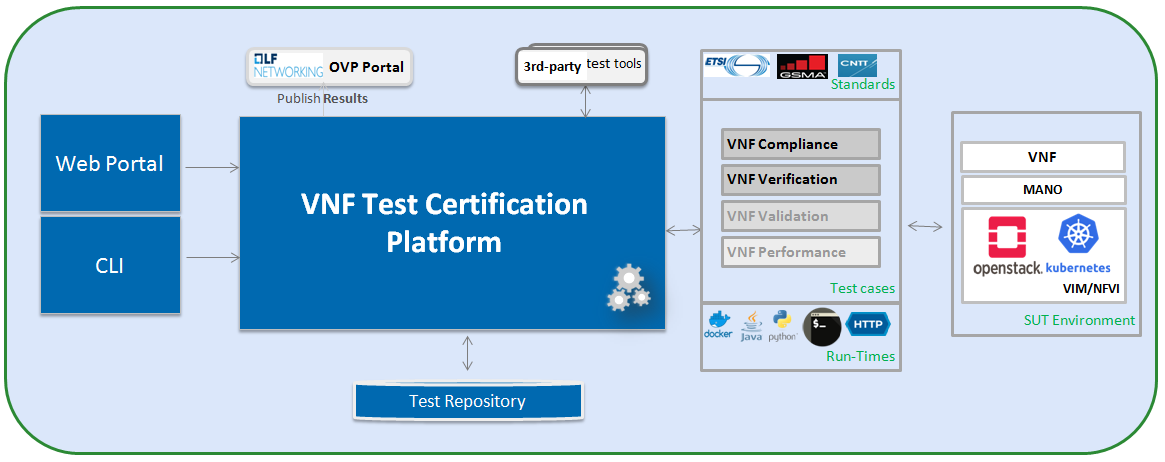 LF
NETWORKING
OVP Portal
Publish Results
3rd-party test tools
Web Portal
CLI
VNF Test Certification
Platform
Test Repository
ETSI
GSMA
CNTT
Standards
VNF Compliance
VNF Verification
VNF Validation
VNF Performance
Test cases
docker
Java
python
$_
HTTP
Run-Times
VNF
MANO
openstack.
kubernetes
VIM/NFVI
SUT Environment